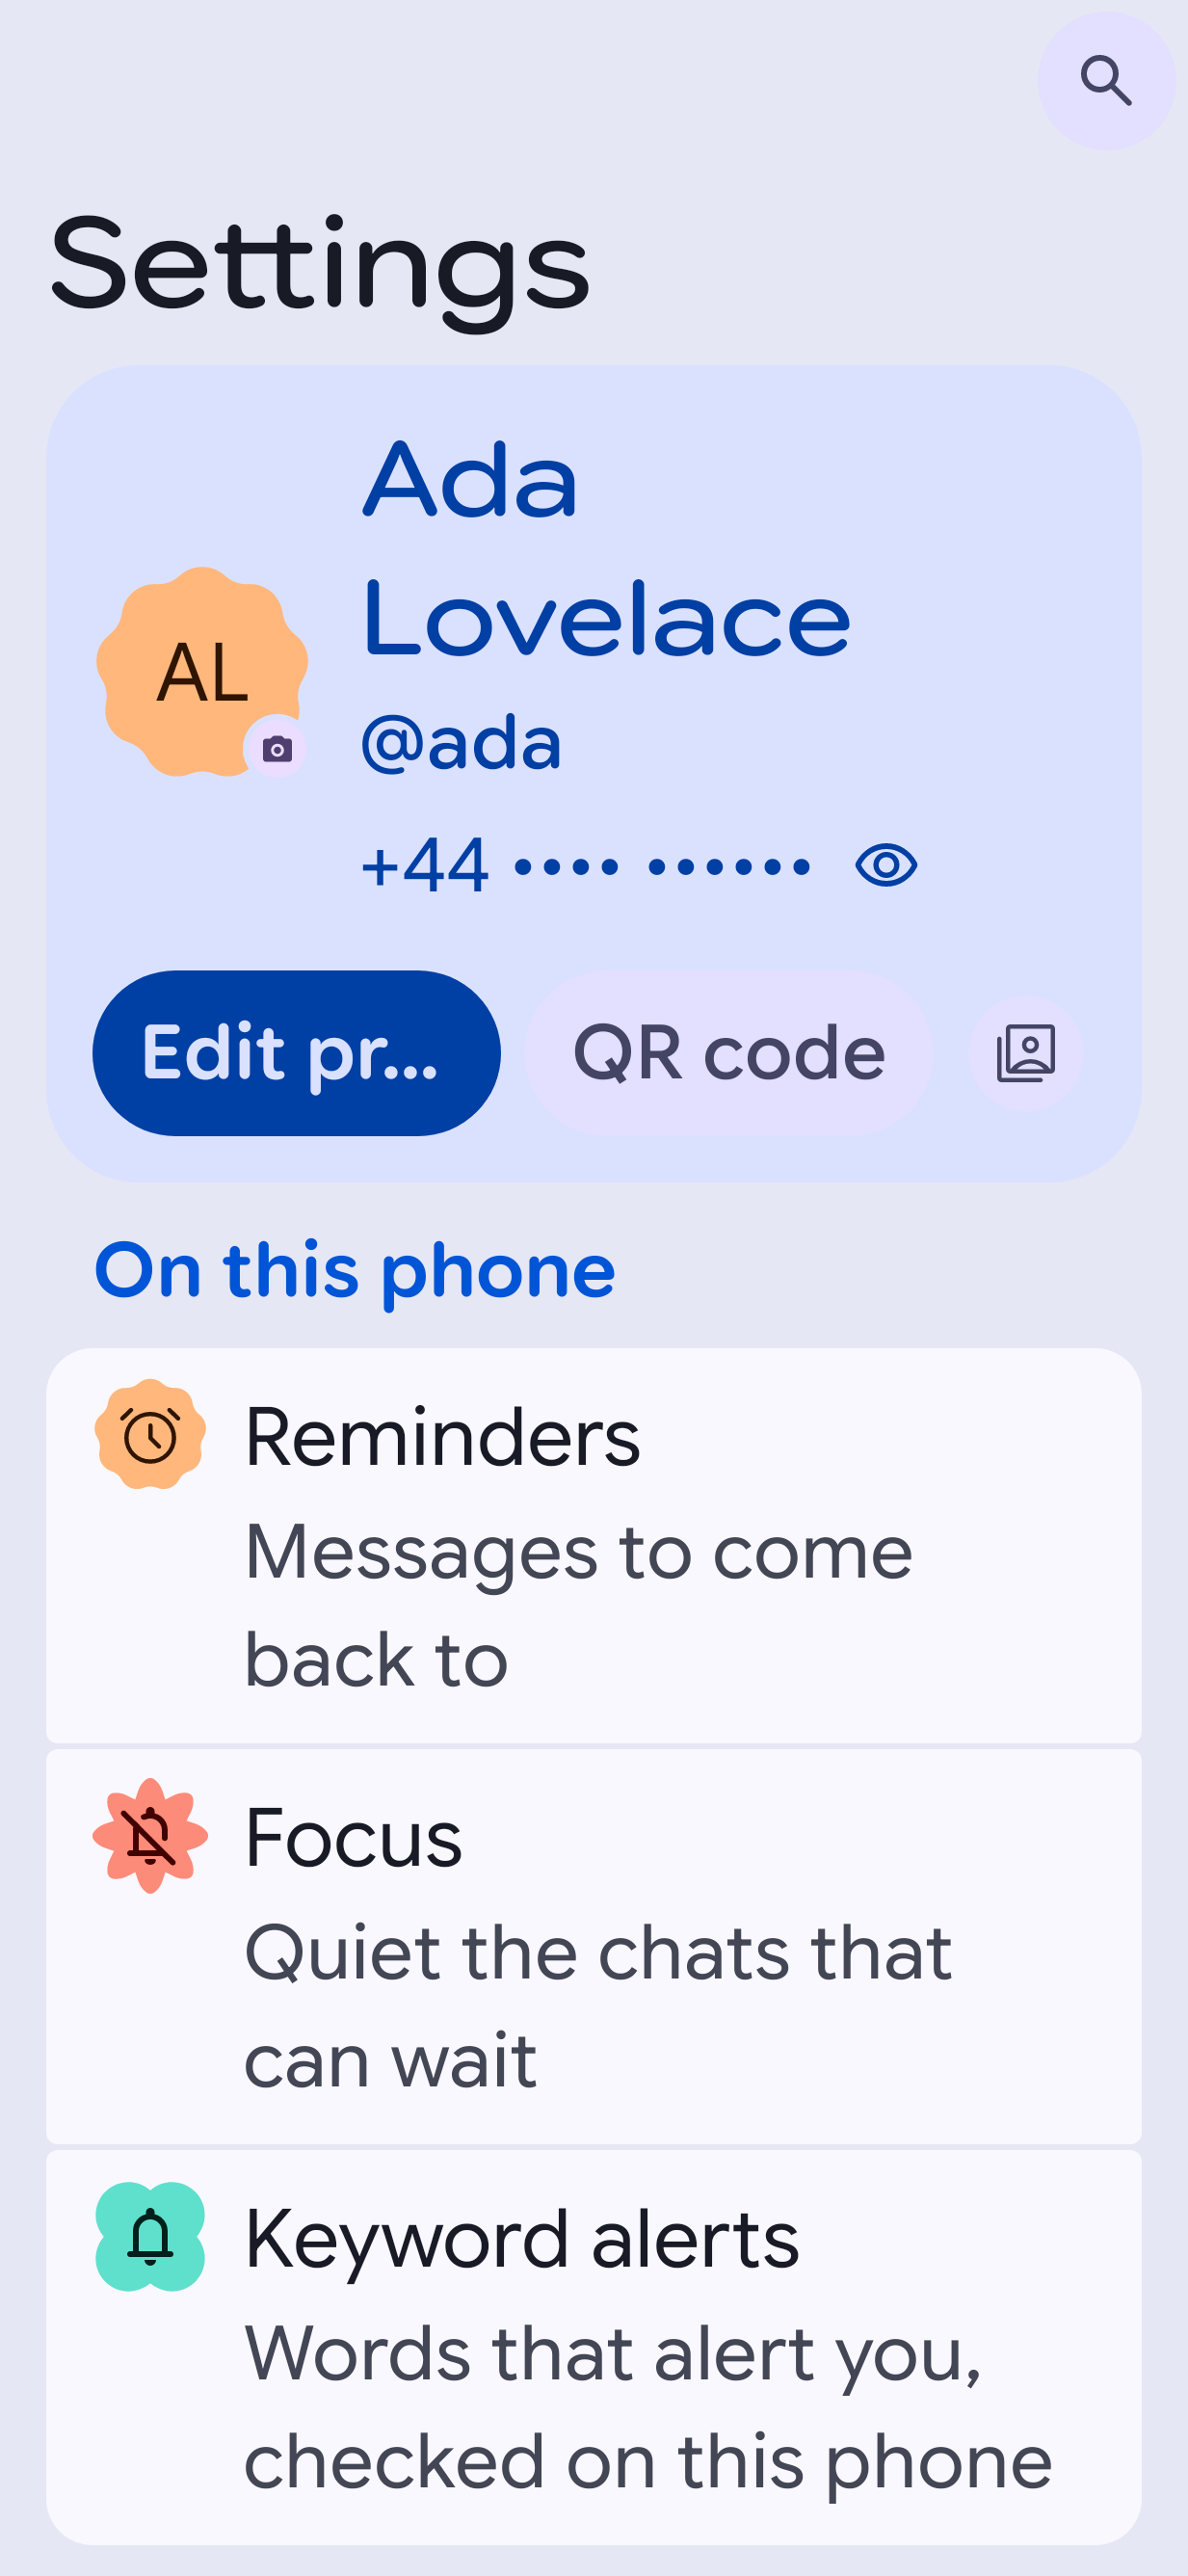 Settings
Ada
Lovelace
@ada
+44 •••• ••••••
AL
Edit pr...
QR code
On this phone
Reminders
Messages to come
back to
Focus
Quiet the chats that
can wait
Keyword alerts
Words that alert you,
checked on this phone